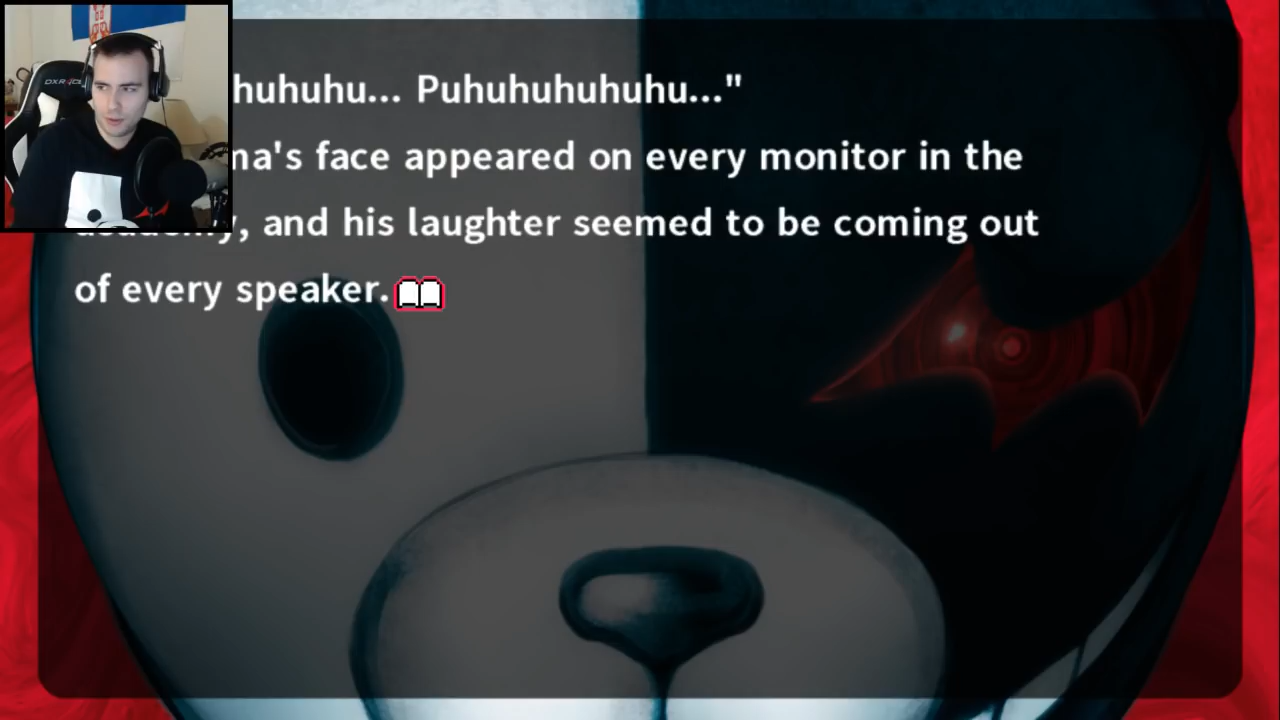 huhuhu... Puhuhuhuhuhu..."
na's face appeared on every monitor in the
academy, and his laughter seemed to be coming out
of every speaker.